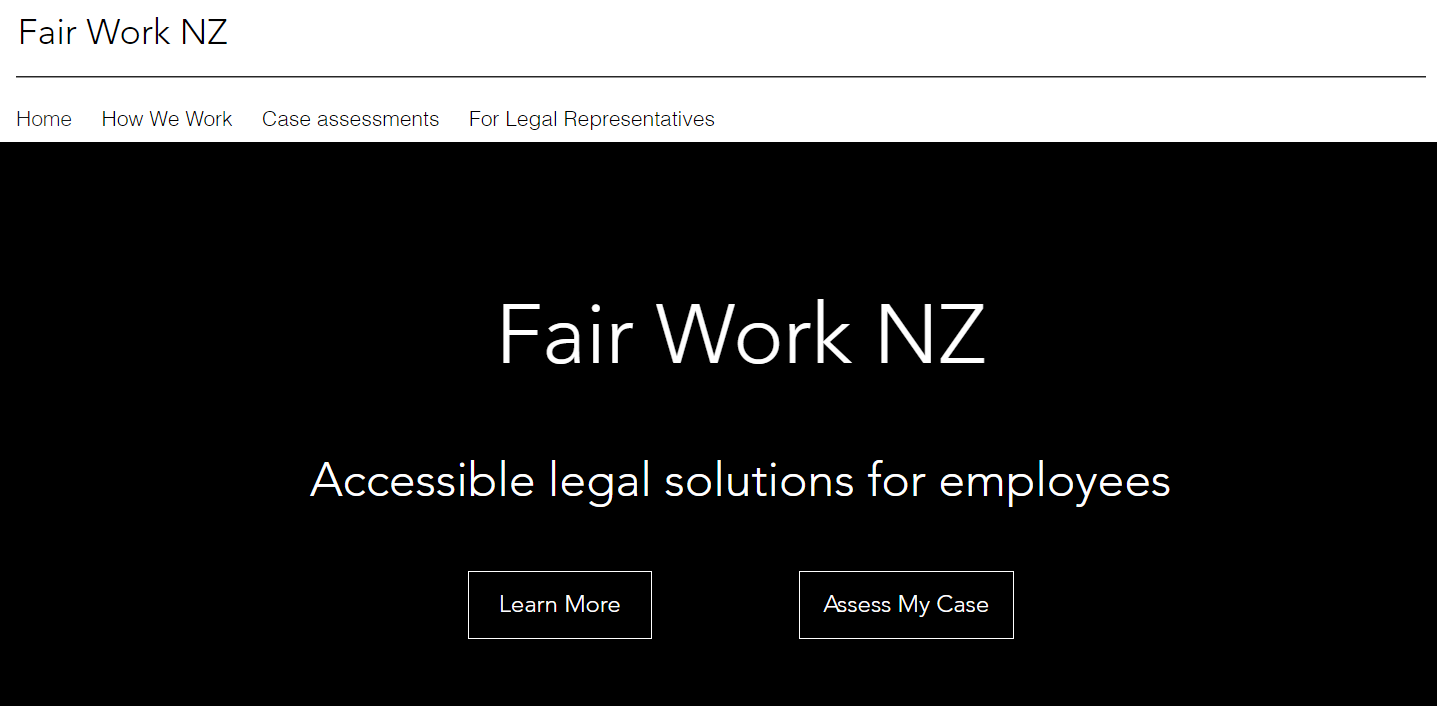 Fair Work NZ
Home How We Work Case assessments For Legal Representatives
Fair Work NZ
Accessible legal solutions for employees
Learn More Assess My Case